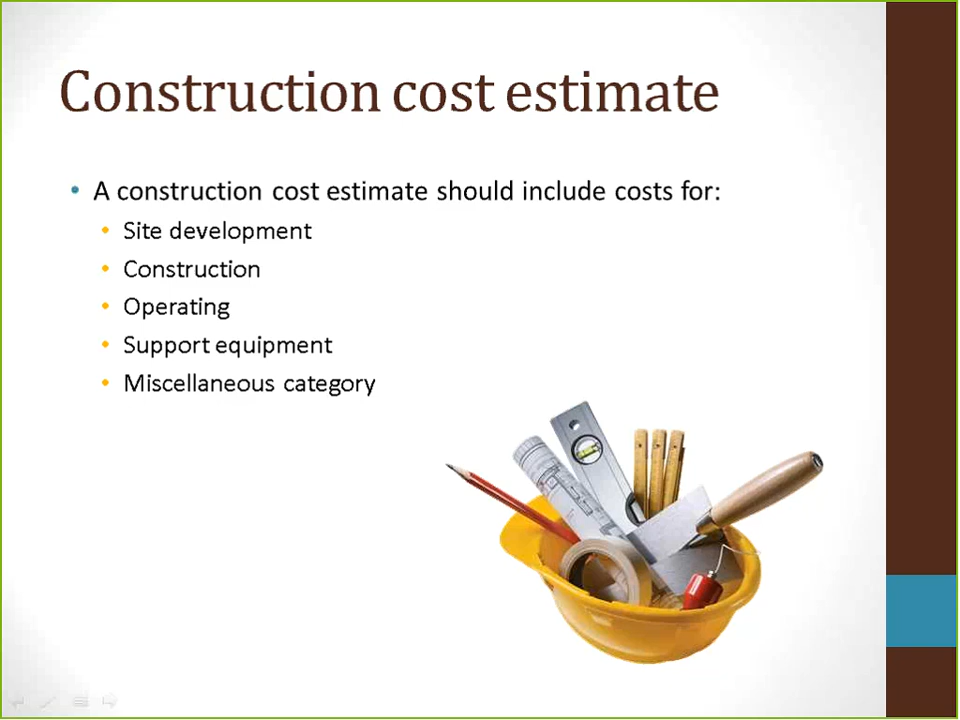 Construction cost estimate
• A construction cost estimate should include costs for:
• Site development
• Construction
• Operating
• Support equipment
• Miscellaneous category